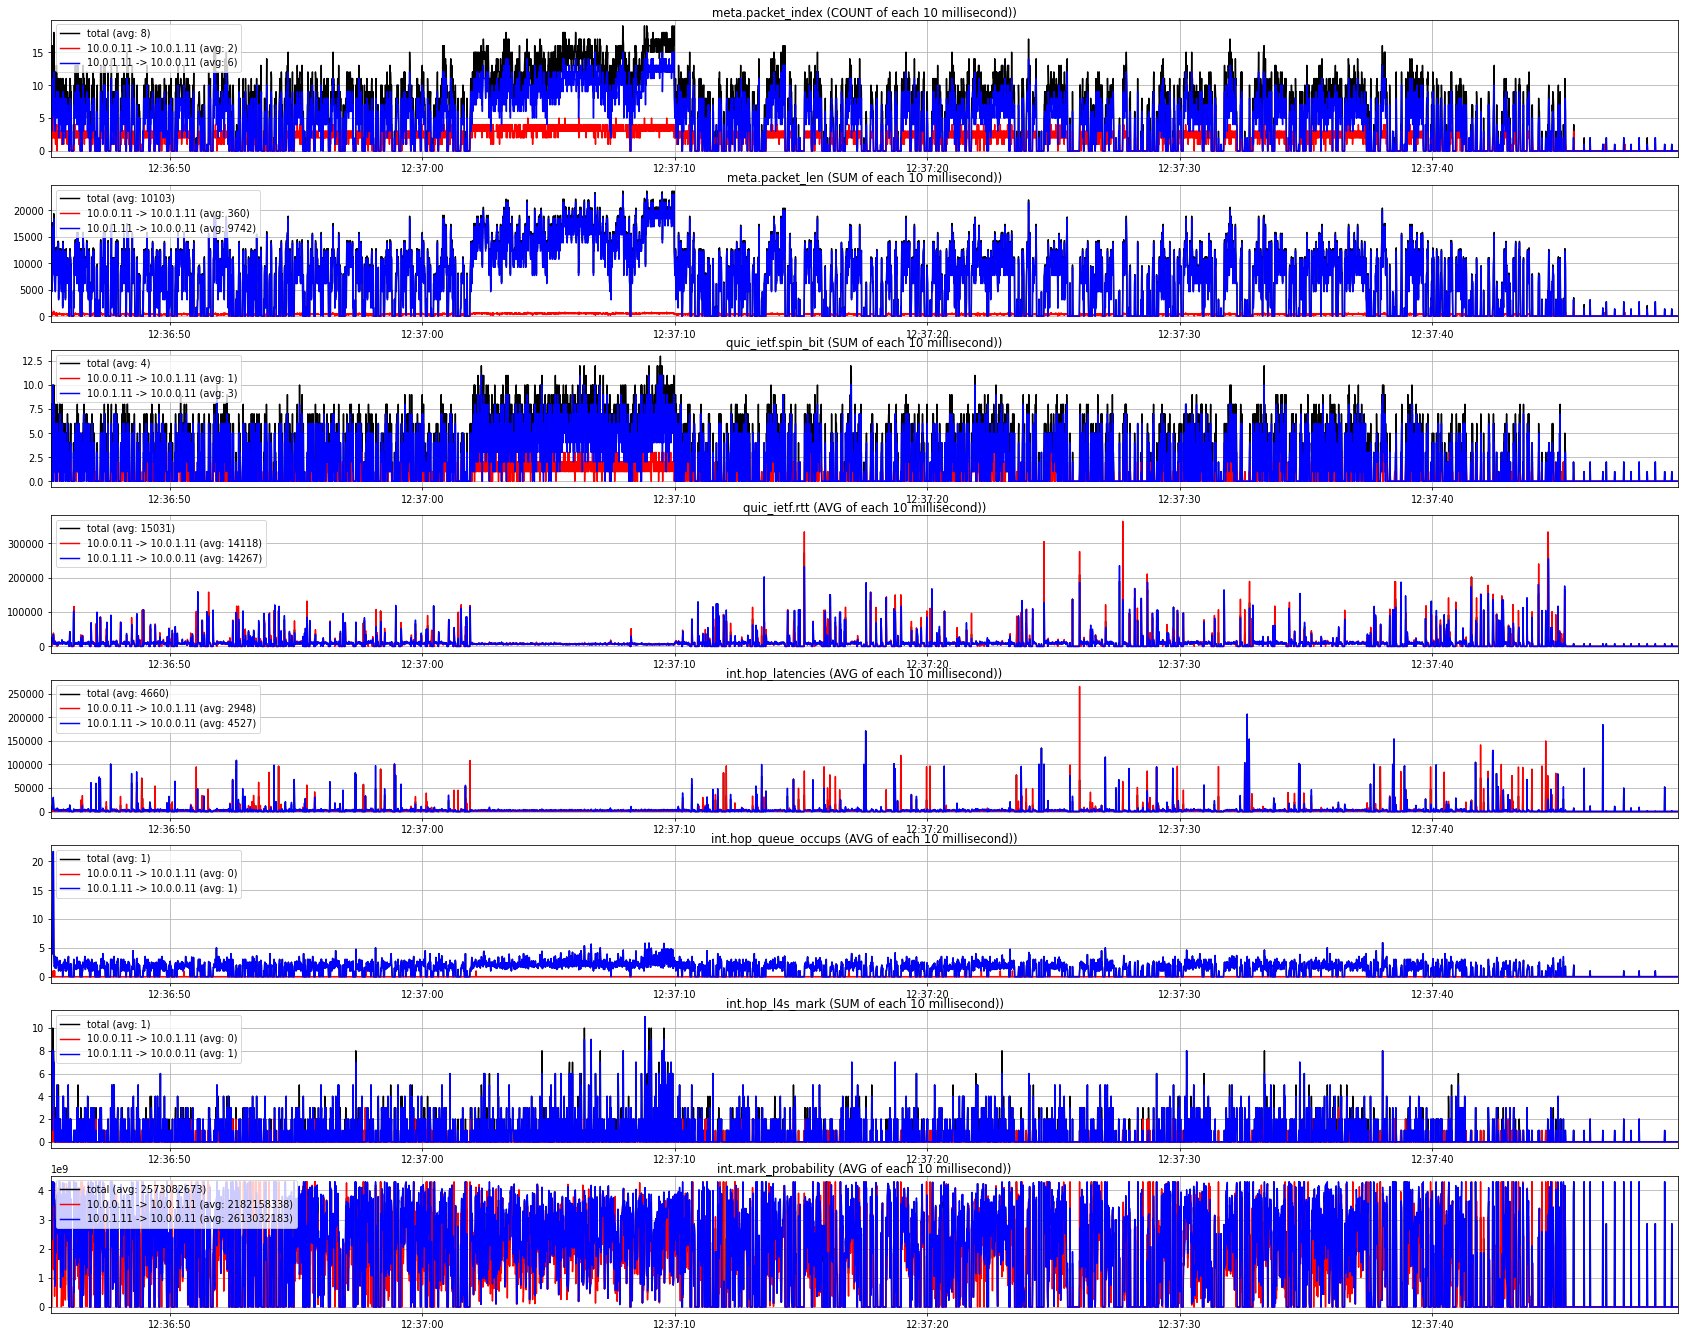 meta.packet_index (COUNT of each 10 millisecond))
total (avg: 8)
10.0.0.11 -> 10.0.1.11 (avg: 2)
10.0.1.11 -> 10.0.0.11 (avg: 6)
15
10
5
0
12:36:50 12:37:00 12:37:10 12:37:20 12:37:30 12:37:40
meta.packet_len (SUM of each 10 millisecond))
total (avg: 10103)
10.0.0.11 -> 10.0.1.11 (avg: 360)
10.0.1.11 -> 10.0.0.11 (avg: 9742)
20000
15000
10000
5000
0
12:36:50 12:37:00 12:37:10 12:37:20 12:37:30 12:37:40
quic_ietf.spin_bit (SUM of each 10 millisecond))
total (avg: 4)
10.0.0.11 -> 10.0.1.11 (avg: 1)
10.0.1.11 -> 10.0.0.11 (avg: 3)
12.5
10.0
7.5
5.0
2.5
0.0
12:36:50 12:37:00 12:37:10 12:37:20 12:37:30 12:37:40
quic_ietf.rtt (AVG of each 10 millisecond))
total (avg: 15031)
10.0.0.11 -> 10.0.1.11 (avg: 14118)
10.0.1.11 -> 10.0.0.11 (avg: 14267)
300000
200000
100000
0
12:36:50 12:37:00 12:37:10 12:37:20 12:37:30 12:37:40
int.hop_latencies (AVG of each 10 millisecond))
total (avg: 4660)
10.0.0.11 -> 10.0.1.11 (avg: 2948)
10.0.1.11 -> 10.0.0.11 (avg: 4527)
250000
200000
150000
100000
50000
0
12:36:50 12:37:00 12:37:10 12:37:20 12:37:30 12:37:40
int.hop_queue_occups (AVG of each 10 millisecond))
total (avg: 1)
10.0.0.11 -> 10.0.1.11 (avg: 0)
10.0.1.11 -> 10.0.0.11 (avg: 1)
20
15
10
5
0
12:36:50 12:37:00 12:37:10 12:37:20 12:37:30 12:37:40
int.hop_l4s_mark (SUM of each 10 millisecond))
total (avg: 1)
10.0.0.11 -> 10.0.1.11 (avg: 0)
10.0.1.11 -> 10.0.0.11 (avg: 1)
10
8
6
4
2
0
12:36:50 12:37:00 12:37:10 12:37:20 12:37:30 12:37:40
1e9
int.mark_probability (AVG of each 10 millisecond))
total (avg: 2573082673)
10.0.0.11 -> 10.0.1.11 (avg: 2182158338)
10.0.1.11 -> 10.0.0.11 (avg: 2613032183)
4
3
2
1
0
12:36:50 12:37:00 12:37:10 12:37:20 12:37:30 12:37:40